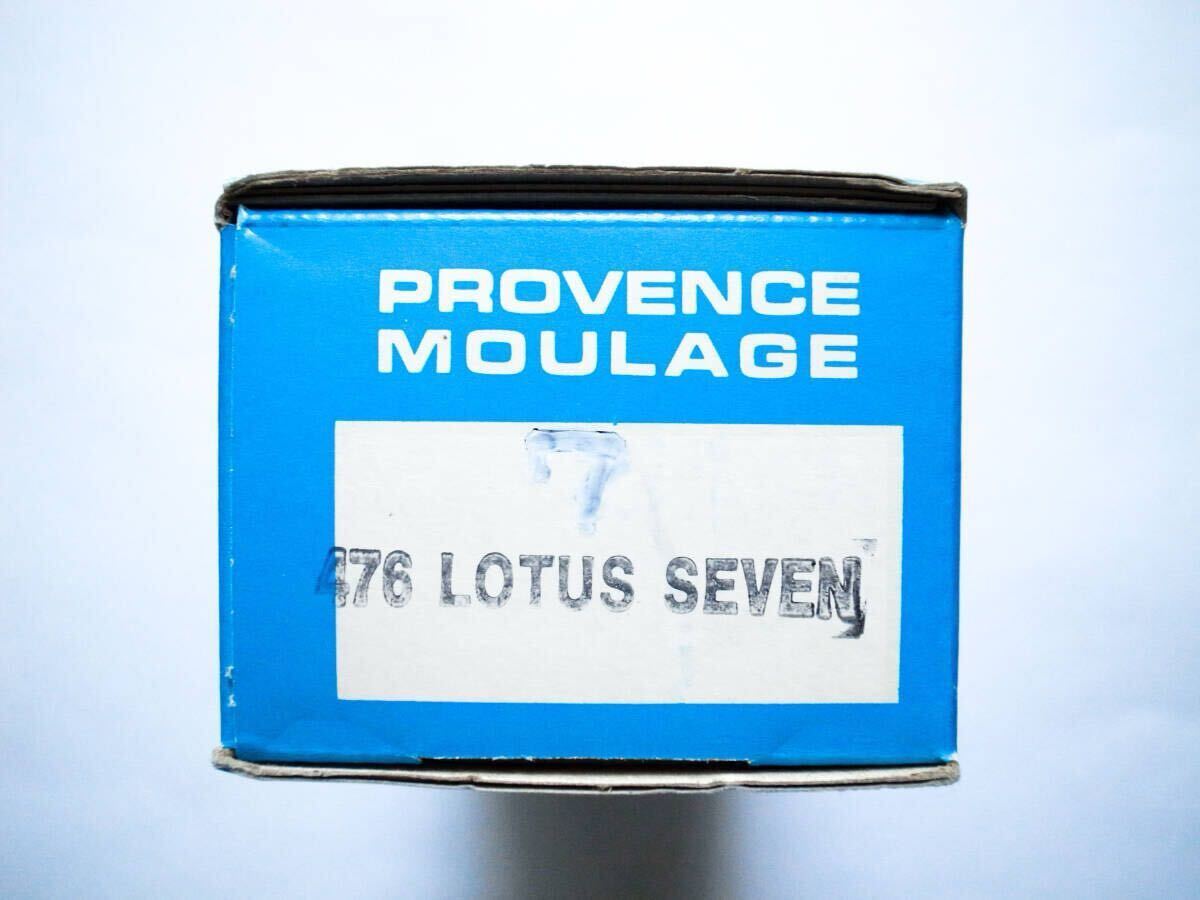 PROVENCE
MOULAGE
7
476 LOTUS SEVEN